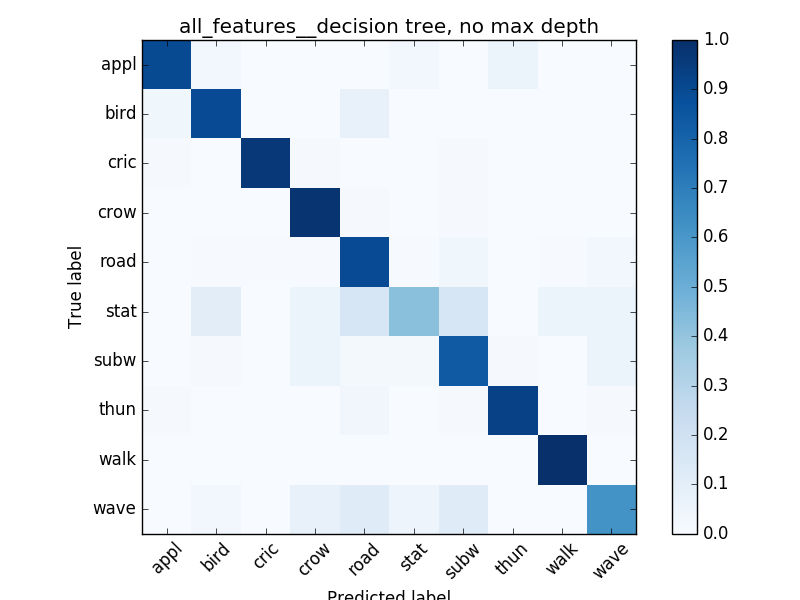 all_features__decision tree, no max depth
appl
bird
cric
crow
road
stat
subw
thun
walk
wave
True label
appl bird cric crow road stat subw thun walk wave
Predicted label
1.0
0.9
0.8
0.7
0.6
0.5
0.4
0.3
0.2
0.1
0.0